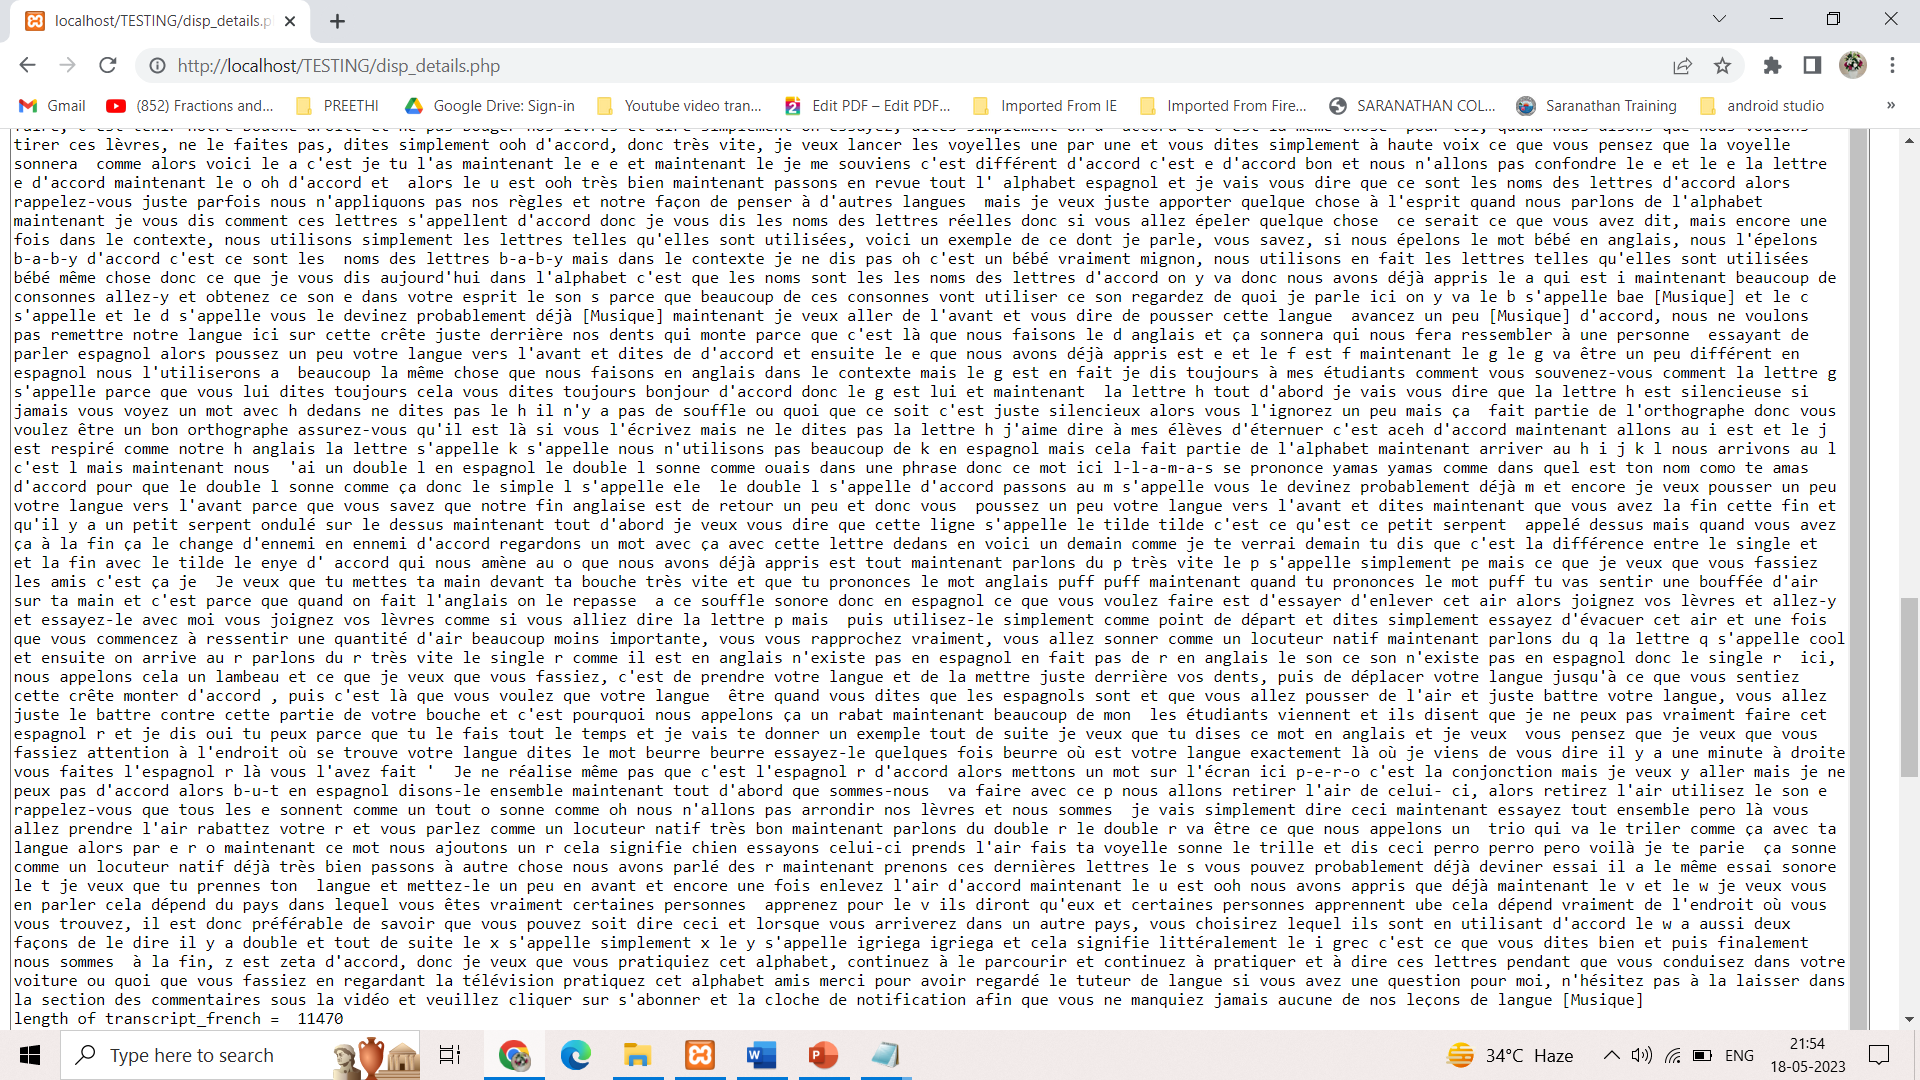 localhost/TESTING/disp_details.p
http://localhost/TESTING/disp_details.php
Gmail
(852) Fractions and...
PREETHI
Google Drive: Sign-in
Youtube video tran...
Edit PDF – Edit PDF...
Imported From IE
Imported From Fire...
SARANATHAN COL...
Saranathan Training
android studio
»
faire, c'est tenir notre bouche droite et ne pas bouger nos lèvres et dire simplement oh essayez, dites simplement oh d'accord et c'est la même chose pour toi, quand nous disons que nous voulons
tirer ces lèvres, ne le faites pas, dites simplement ooh d'accord, donc très vite, je veux lancer les voyelles une par une et vous dites simplement à haute voix ce que vous pensez que la voyelle
sonnera  comme alors voici le a c'est je tu l'as maintenant le e e et maintenant le je me souviens c'est différent d'accord c'est e d'accord bon et nous n'allons pas confondre le e et le e la lettre
e d'accord maintenant le o oh d'accord et  alors le u est ooh très bien maintenant passons en revue tout l' alphabet espagnol et je vais vous dire que ce sont les noms des lettres d'accord alors
rappelez-vous juste parfois nous n'appliquons pas nos règles et notre façon de penser à d'autres langues  mais je veux juste apporter quelque chose à l'esprit quand nous parlons de l'alphabet
maintenant je vous dis comment ces lettres s'appellent d'accord donc je vous dis les noms des lettres réelles donc si vous allez épeler quelque chose  ce serait ce que vous avez dit, mais encore une
fois dans le contexte, nous utilisons simplement les lettres telles qu'elles sont utilisées, voici un exemple de ce dont je parle, vous savez, si nous épelons le mot bébé en anglais, nous l'épelons
b-a-b-y d'accord c'est ce sont les  noms des lettres b-a-b-y mais dans le contexte je ne dis pas oh c'est un bébé vraiment mignon, nous utilisons en fait les lettres telles qu'elles sont utilisées
bébé même chose donc ce que je vous dis aujourd'hui dans l'alphabet c'est que les noms sont les les noms des lettres d'accord on y va donc nous avons déjà appris le a qui est i maintenant beaucoup de
consonnes allez-y et obtenez ce son e dans votre esprit le son s parce que beaucoup de ces consonnes vont utiliser ce son regardez de quoi je parle ici on y va le b s'appelle bae [Musique] et le c
s'appelle et le d s'appelle vous le devinez probablement déjà [Musique] maintenant je veux aller de l'avant et vous dire de pousser cette langue  avancez un peu [Musique] d'accord, nous ne voulons
pas remettre notre langue ici sur cette crête juste derrière nos dents qui monte parce que c'est là que nous faisons le d anglais et ça sonnera qui nous fera ressembler à une personne  essayant de
parler espagnol alors poussez un peu votre langue vers l'avant et dites de d'accord et ensuite le e que nous avons déjà appris est e et le f est f maintenant le g le g va être un peu différent en
espagnol nous l'utiliserons a  beaucoup la même chose que nous faisons en anglais dans le contexte mais le g est en fait je dis toujours à mes étudiants comment vous souvenez-vous comment la lettre g
s'appelle parce que vous lui dites toujours cela vous dites toujours bonjour d'accord donc le g est lui et maintenant  la lettre h tout d'abord je vais vous dire que la lettre h est silencieuse si
jamais vous voyez un mot avec h dedans ne dites pas le h il n'y a pas de souffle ou quoi que ce soit c'est juste silencieux alors vous l'ignorez un peu mais ça  fait partie de l'orthographe donc vous
voulez être un bon orthographe assurez-vous qu'il est là si vous l'écrivez mais ne le dites pas la lettre h j'aime dire à mes élèves d'éternuer c'est aceh d'accord maintenant allons au i est et le j
est respiré comme notre h anglais la lettre s'appelle k s'appelle nous n'utilisons pas beaucoup de k en espagnol mais cela fait partie de l'alphabet maintenant arriver au h i j k l nous arrivons au l
c'est l mais maintenant nous  'ai un double l en espagnol le double l sonne comme ouais dans une phrase donc ce mot ici l-l-a-m-a-s se prononce yamas yamas comme dans quel est ton nom como te amas
d'accord pour que le double l sonne comme ça donc le simple l s'appelle ele  le double l s'appelle d'accord passons au m s'appelle vous le devinez probablement déjà m et encore je veux pousser un peu
votre langue vers l'avant parce que vous savez que notre fin anglaise est de retour un peu et donc vous  poussez un peu votre langue vers l'avant et dites maintenant que vous avez la fin cette fin et
qu'il y a un petit serpent ondulé sur le dessus maintenant tout d'abord je veux vous dire que cette ligne s'appelle le tilde tilde c'est ce qu'est ce petit serpent  appelé dessus mais quand vous avez
ça à la fin ça le change d'ennemi en ennemi d'accord regardons un mot avec ça avec cette lettre dedans en voici un demain comme je te verrai demain tu dis que c'est la différence entre le single et
et la fin avec le tilde le enye d' accord qui nous amène au o que nous avons déjà appris est tout maintenant parlons du p très vite le p s'appelle simplement pe mais ce que je veux que vous fassiez
les amis c'est ça je  Je veux que tu mettes ta main devant ta bouche très vite et que tu prononces le mot anglais puff puff maintenant quand tu prononces le mot puff tu vas sentir une bouffée d'air
sur ta main et c'est parce que quand on fait l'anglais on le repasse  a ce souffle sonore donc en espagnol ce que vous voulez faire est d'essayer d'enlever cet air alors joignez vos lèvres et allez-y
et essayez-le avec moi vous joignez vos lèvres comme si vous alliez dire la lettre p mais  puis utilisez-le simplement comme point de départ et dites simplement essayez d'évacuer cet air et une fois
que vous commencez à ressentir une quantité d'air beaucoup moins importante, vous vous rapprochez vraiment, vous allez sonner comme un locuteur natif maintenant parlons du q la lettre q s'appelle cool
et ensuite on arrive au r parlons du r très vite le single r comme il est en anglais n'existe pas en espagnol en fait pas de r en anglais le son ce son n'existe pas en espagnol donc le single r  ici,
nous appelons cela un lambeau et ce que je veux que vous fassiez, c'est de prendre votre langue et de la mettre juste derrière vos dents, puis de déplacer votre langue jusqu'à ce que vous sentiez
cette crête monter d'accord , puis c'est là que vous voulez que votre langue  être quand vous dites que les espagnols sont et que vous allez pousser de l'air et juste battre votre langue, vous allez
juste le battre contre cette partie de votre bouche et c'est pourquoi nous appelons ça un rabat maintenant beaucoup de mon  les étudiants viennent et ils disent que je ne peux pas vraiment faire cet
espagnol r et je dis oui tu peux parce que tu le fais tout le temps et je vais te donner un exemple tout de suite je veux que tu dises ce mot en anglais et je veux  vous pensez que je veux que vous
fassiez attention à l'endroit où se trouve votre langue dites le mot beurre beurre essayez-le quelques fois beurre où est votre langue exactement là où je viens de vous dire il y a une minute à droite
vous faites l'espagnol r là vous l'avez fait '  Je ne réalise même pas que c'est l'espagnol r d'accord alors mettons un mot sur l'écran ici p-e-r-o c'est la conjonction mais je veux y aller mais je ne
peux pas d'accord alors b-u-t en espagnol disons-le ensemble maintenant tout d'abord que sommes-nous  va faire avec ce p nous allons retirer l'air de celui- ci, alors retirez l'air utilisez le son e
rappelez-vous que tous les e sonnent comme un tout o sonne comme oh nous n'allons pas arrondir nos lèvres et nous sommes  je vais simplement dire ceci maintenant essayez tout ensemble pero là vous
allez prendre l'air rabattez votre r et vous parlez comme un locuteur natif très bon maintenant parlons du double r le double r va être ce que nous appelons un  trio qui va le triler comme ça avec ta
langue alors par e r o maintenant ce mot nous ajoutons un r cela signifie chien essayons celui-ci prends l'air fais ta voyelle sonne le trille et dis ceci perro perro pero voilà je te parie  ça sonne
comme un locuteur natif déjà très bien passons à autre chose nous avons parlé des r maintenant prenons ces dernières lettres le s vous pouvez probablement déjà deviner essai il a le même essai sonore
le t je veux que tu prennes ton  langue et mettez-le un peu en avant et encore une fois enlevez l'air d'accord maintenant le u est ooh nous avons appris que déjà maintenant le v et le w je veux vous
en parler cela dépend du pays dans lequel vous êtes vraiment certaines personnes  apprenez pour le v ils diront qu'eux et certaines personnes apprennent ube cela dépend vraiment de l'endroit où vous
vous trouvez, il est donc préférable de savoir que vous pouvez soit dire ceci et lorsque vous arriverez dans un autre pays, vous choisirez lequel ils sont en utilisant d'accord le w a aussi deux
façons de le dire il y a double et tout de suite le x s'appelle simplement x le y s'appelle igriega igriega et cela signifie littéralement le i grec c'est ce que vous dites bien et puis finalement
nous sommes  à la fin, z est zeta d'accord, donc je veux que vous pratiquiez cet alphabet, continuez à le parcourir et continuez à pratiquer et à dire ces lettres pendant que vous conduisez dans votre
voiture ou quoi que vous fassiez en regardant la télévision pratiquez cet alphabet amis merci pour avoir regardé le tuteur de langue si vous avez une question pour moi, n'hésitez pas à la laisser dans
la section des commentaires sous la vidéo et veuillez cliquer sur s'abonner et la cloche de notification afin que vous ne manquiez jamais aucune de nos leçons de langue [Musique]
length of transcript_french =  11470
Type here to search
34°C Haze
ENG
21:54
18-05-2023